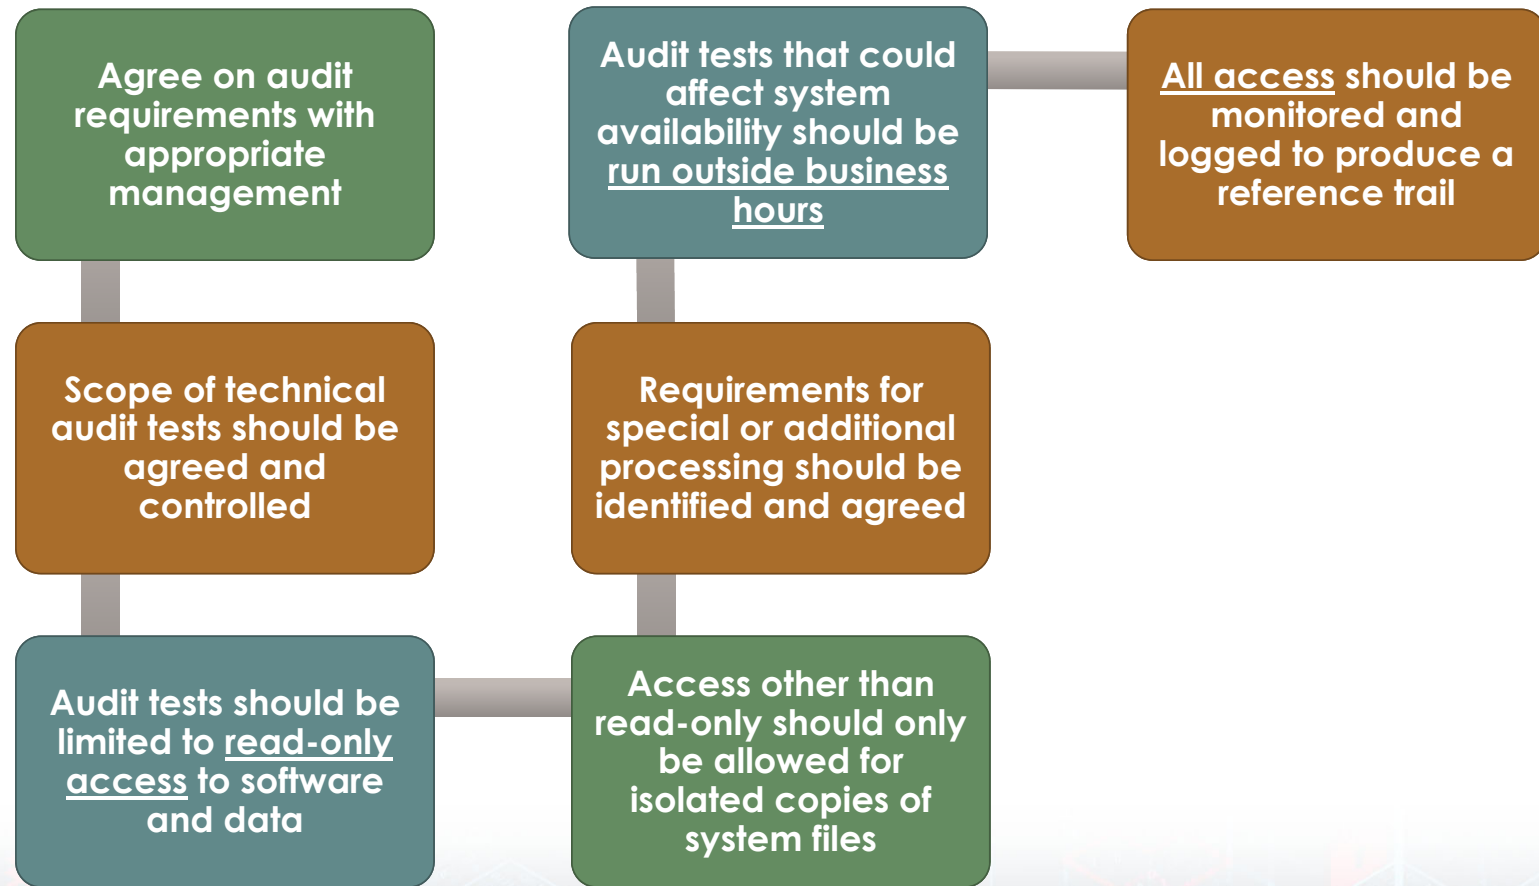 Agree on audit
requirements with
appropriate
management
Scope of technical
audit tests should be
agreed and
controlled
Audit tests should be
limited to read-only
access to software
and data
Access other than
read-only should only
be allowed for
isolated copies of
system files
Requirements for
special or additional
processing should be
identified and agreed
Audit tests that could
affect system
availability should be
run outside business
hours
All access should be
monitored and
logged to produce a
reference trail